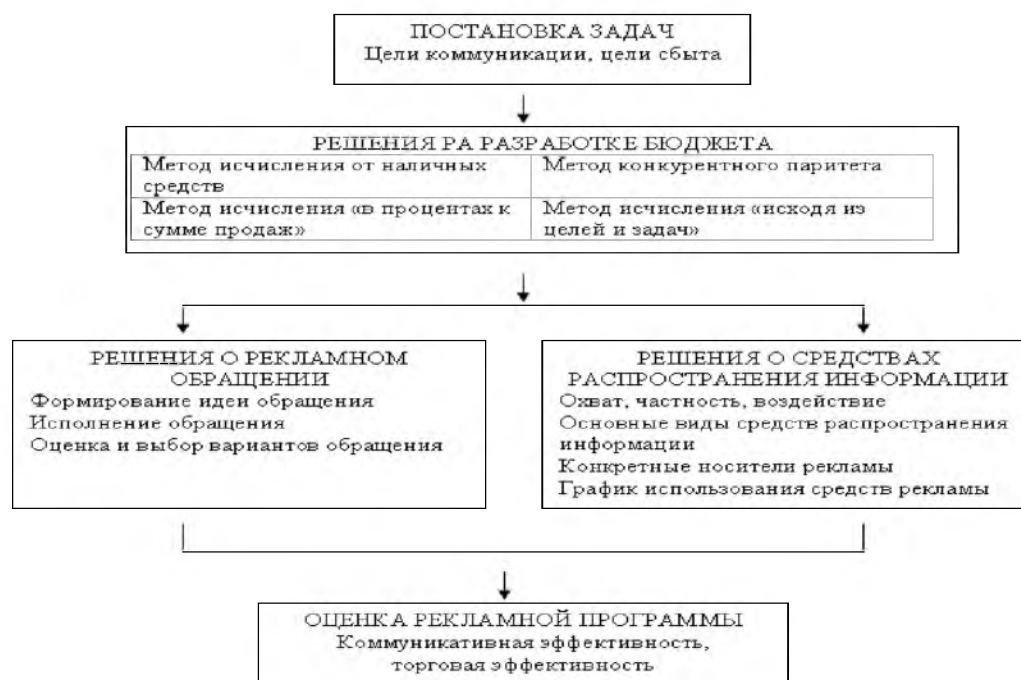 ПОСТАНОВКА ЗАДАЧ
Цели коммуникации, цели сбыта
РЕШЕНИЯ РА РАЗРАБОТКЕ БЮДЖЕТА
Метод исчисления от наличных
средств
Метод конкурентного паритета
Метод исчисления «в процентах к
сумме продаж»
Метод исчисления «исходя из
целей и задач»
РЕШЕНИЯ О РЕКЛАМНОМ
ОБРАЩЕНИИ
Формирование идеи обращения
Исполнение обращения
Оценка и выбор вариантов обращения
РЕШЕНИЯ О СРЕДСТВАХ
РАСПРОСТРАНЕНИЯ ИНФОРМАЦИИ
Охват, частность, воздействие
Основные виды средств распространения
информации
Конкретные носители рекламы
График использования средств рекламы
ОЦЕНКА РЕКЛАМНОЙ ПРОГРАММЫ
Коммуникативная эффективность,
торговая эффективность